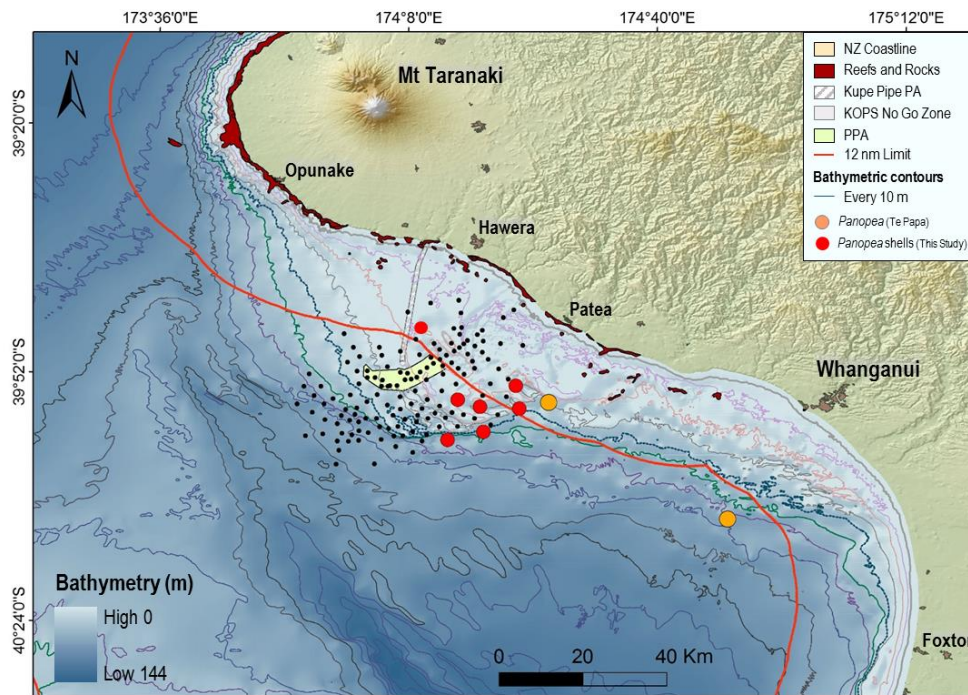 173°36'0"E 174°8'0"E 174°40'0"E 175°12'0"E
N
Mt Taranaki
NZ Coastline
Reefs and Rocks
Kupe Pipe PA
KOPS No Go Zone
PPA
12 nm Limit
Bathymetric contours
Every 10 m
Panopea (Te Papa)
Panopea shells (This Study)
39°20'0"S
Opunake
Hawera
Patea
39°52'0"S
Whanganui
40°24'0"S
Bathymetry (m)
High 0
Low 144
0 20 40 Km
Foxton